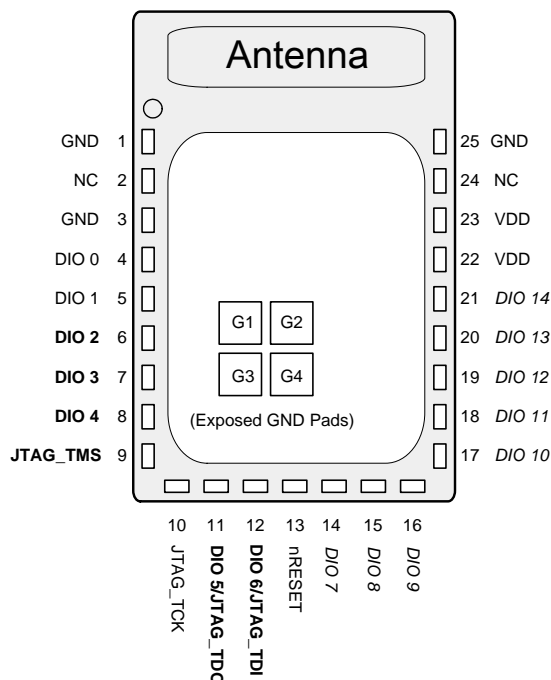 Antenna
GND 1
NC 2
GND 3
DIO 0 4
DIO 1 5
DIO 2 6
DIO 3 7
DIO 4 8
JTAG_TMS 9
25 GND
24 NC
23 VDD
22 VDD
21 DIO 14
20 DIO 13
19 DIO 12
18 DIO 11
17 DIO 10
G1 G2
G3 G4
(Exposed GND Pads)
10 JTAG_TCK
11 DIO 5/JTAG_TDO
12 DIO 6/JTAG_TDI
13 nRESET
14 DIO 7
15 DIO 8
16 DIO 9